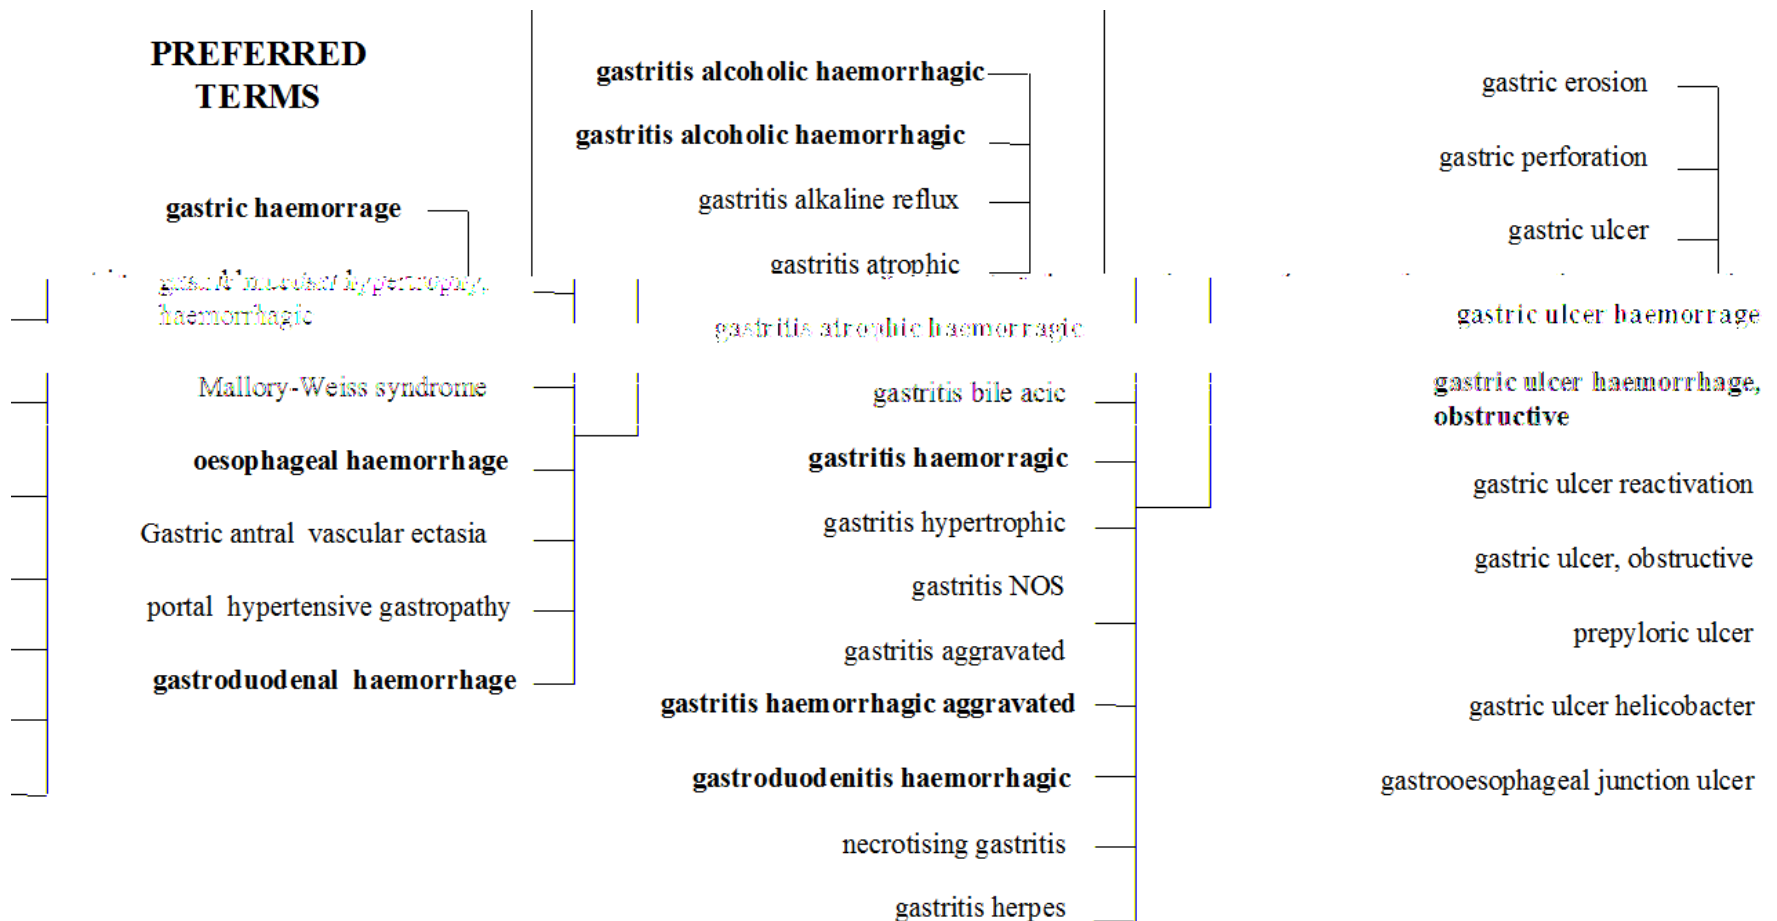 PREFERRED
TERMS
gastric haemorrage
haemorrhagic
Mallory-Weiss syndrome
oesophageal haemorrhage
Gastric antral vascular ectasia
portal hypertensive gastropathy
gastroduodenal haemorrhage
gastritis alcoholic haemorrhagic
gastritis alcoholic haemorrhagic
gastritis alkaline reflux
gastritis atrophic
gastritis atrophic haemorragic
gastritis bile acic
gastritis haemorragic
gastritis hypertrophic
gastritis NOS
gastritis aggravated
gastritis haemorrhagic aggravated
gastroduodenitis haemorrhagic
necrotising gastritis
gastritis herpes
gastric erosion
gastric perforation
gastric ulcer
gastric ulcer haemorrage
gastric ulcer haemorrhage,
obstructive
gastric ulcer reactivation
gastric ulcer, obstructive
prepyloric ulcer
gastric ulcer helicobacter
gastrooesophageal junction ulcer